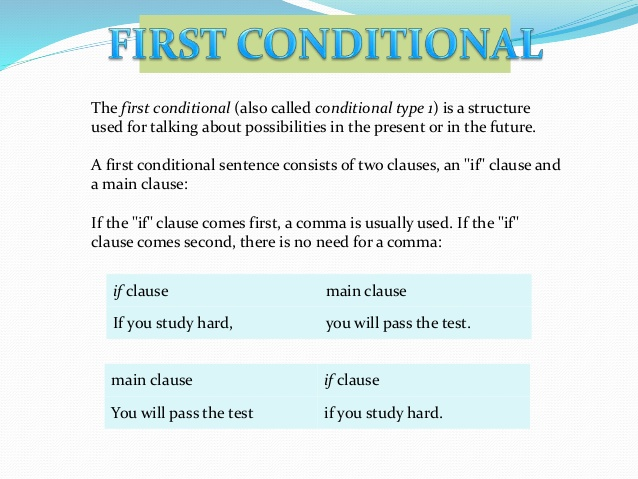 FIRST CONDITIONAL
The first conditional (also called conditional type 1) is a structure
used for talking about possibilities in the present or in the future.
A first conditional sentence consists of two clauses, an "if" clause and
a main clause:
If the "if" clause comes first, a comma is usually used. If the "if"
clause comes second, there is no need for a comma:
if clause main clause
If you study hard, you will pass the test.
main clause if clause
You will pass the test if you study hard.